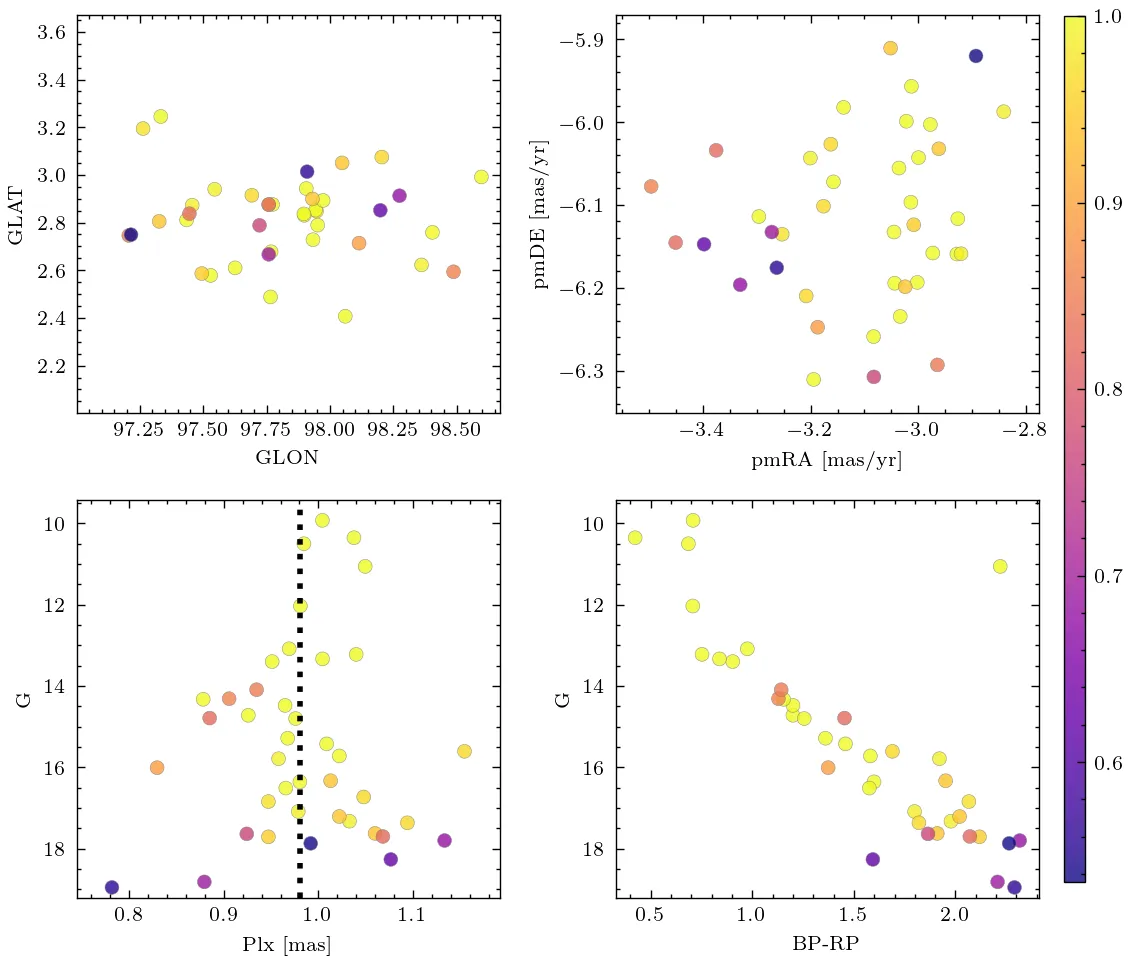 3.6
3.4
3.2
3.0
2.8
2.6
2.4
2.2
GLAT
97.25 97.50 97.75 98.00 98.25 98.50
GLON
−5.9
−6.0
−6.1
−6.2
−6.3
pmDE [mas/yr]
−3.4 −3.2 −3.0 −2.8
pmRA [mas/yr]
10
12
14
16
18
G
0.8 0.9 1.0 1.1
Plx [mas]
10
12
14
16
18
G
0.5 1.0 1.5 2.0
BP-RP
1.0
0.9
0.8
0.7
0.6